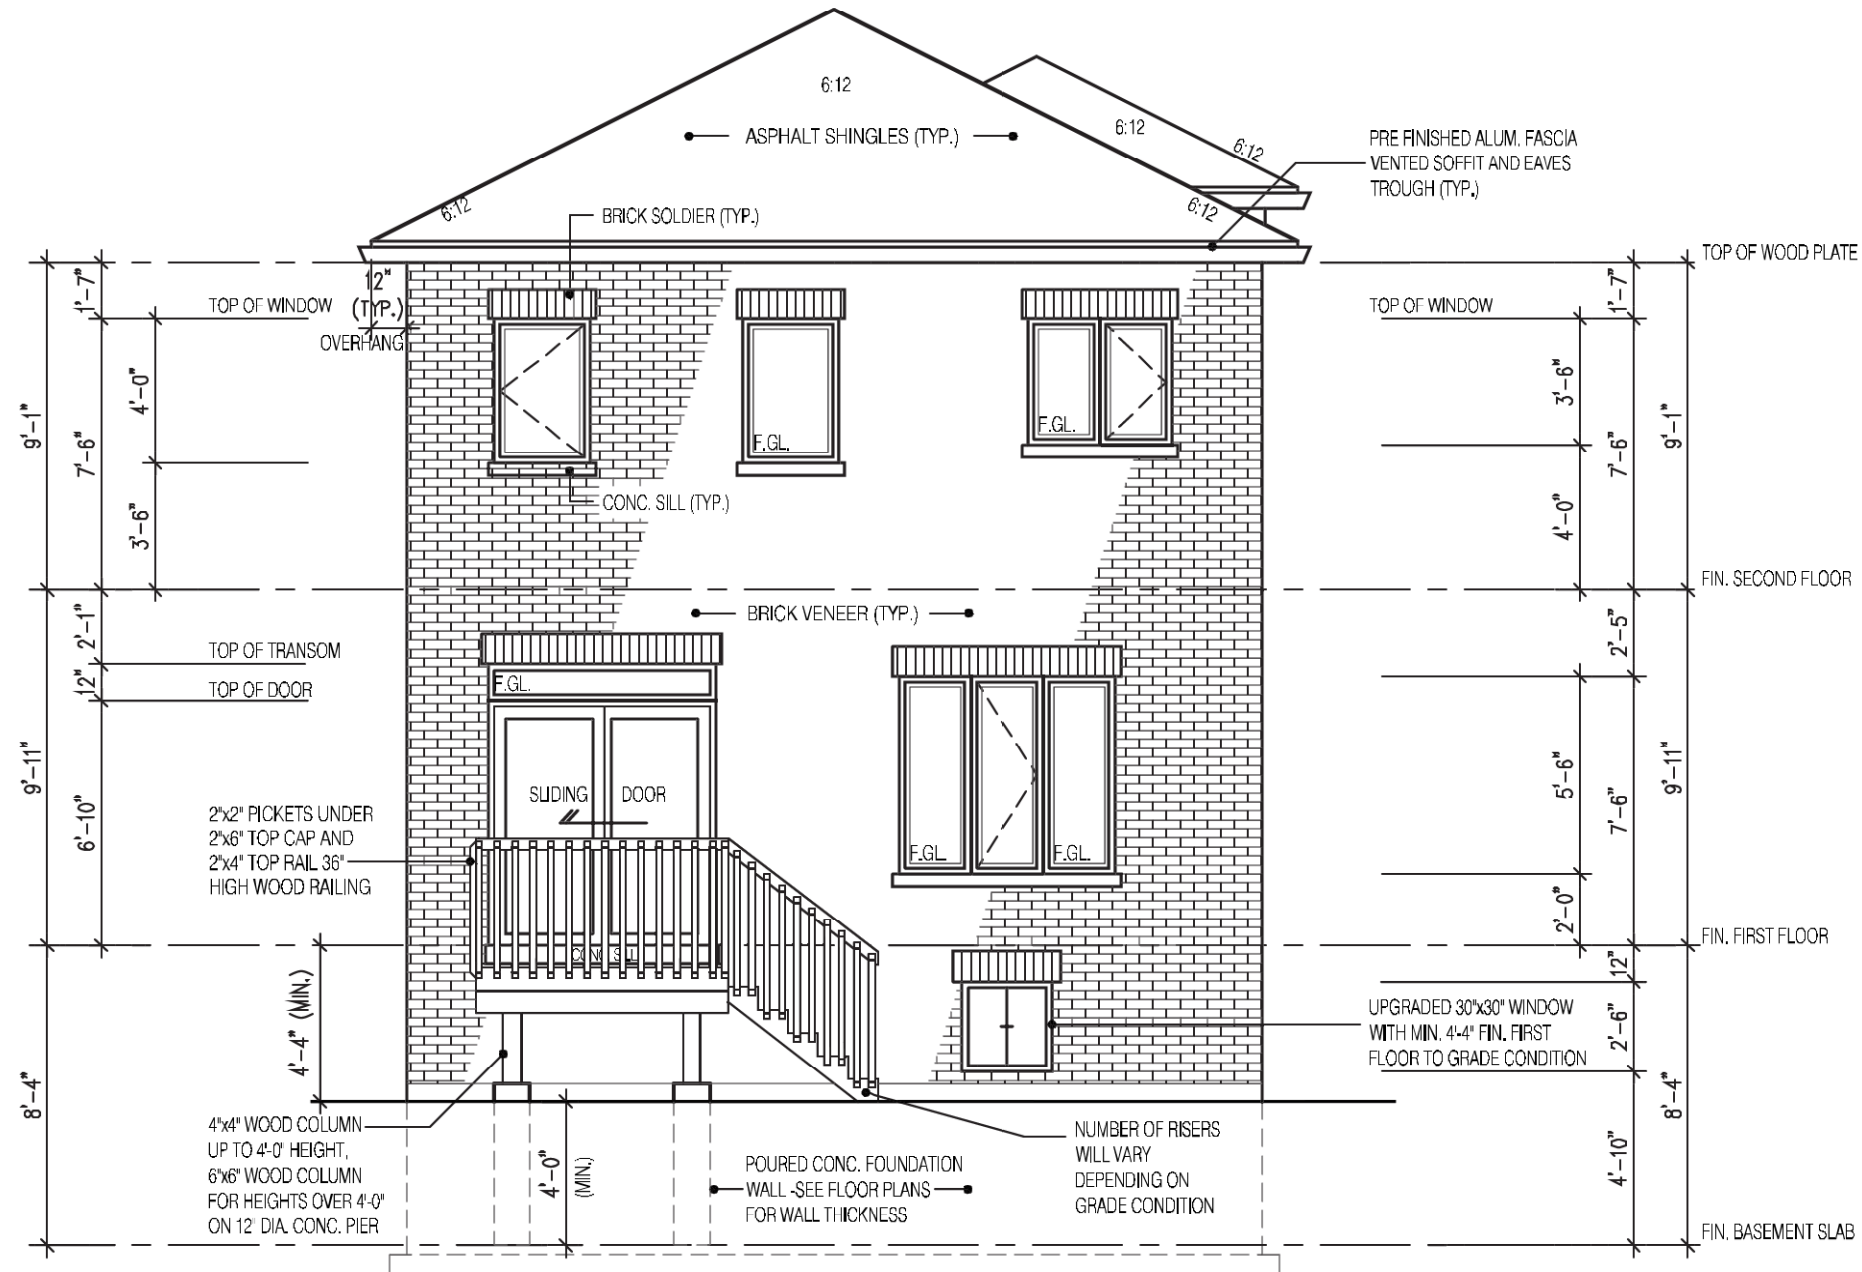 6:12
ASPHALT SHINGLES (TYP.)
6:12
6:12
6:12
6:12
PRE FINISHED ALUM. FASCIA
VENTED SOFFIT AND EAVES
TROUGH (TYP.)
BRICK SOLDIER (TYP.)
TOP OF WOOD PLATE
1'-7"
TOP OF WINDOW
12"
(TYP.)
OVERHANG
TOP OF WINDOW
1'-7"
9'-1"
7'-6"
4'-0"
3'-6"
F.GL.
F.GL.
CONC. SILL (TYP.)
3'-6"
4'-0"
7'-6"
9'-1"
FIN. SECOND FLOOR
BRICK VENEER (TYP.)
2'-1"
TOP OF TRANSOM
12"
TOP OF DOOR
F.GL.
2'-5"
9'-11"
6'-10"
SLIDING DOOR
F.GL.
F.GL.
5'-6"
7'-6"
9'-11"
2'-0"
2"x2" PICKETS UNDER
2"x6" TOP CAP AND
2"x4" TOP RAIL 36"
HIGH WOOD RAILING
CONC. SILL
FIN. FIRST FLOOR
12"
4'-4" (MIN.)
2'-6"
UPGRADED 30"x30" WINDOW
WITH MIN. 4'-4" FIN. FIRST
FLOOR TO GRADE CONDITION
8'-4"
8'-4"
4'-10"
4"x4" WOOD COLUMN
UP TO 4'-0" HEIGHT,
6"x6" WOOD COLUMN
FOR HEIGHTS OVER 4'-0"
ON 12" DIA. CONC. PIER
4'-0"
(MIN.)
POURED CONC. FOUNDATION
WALL -SEE FLOOR PLANS
FOR WALL THICKNESS
NUMBER OF RISERS
WILL VARY
DEPENDING ON
GRADE CONDITION
FIN. BASEMENT SLAB